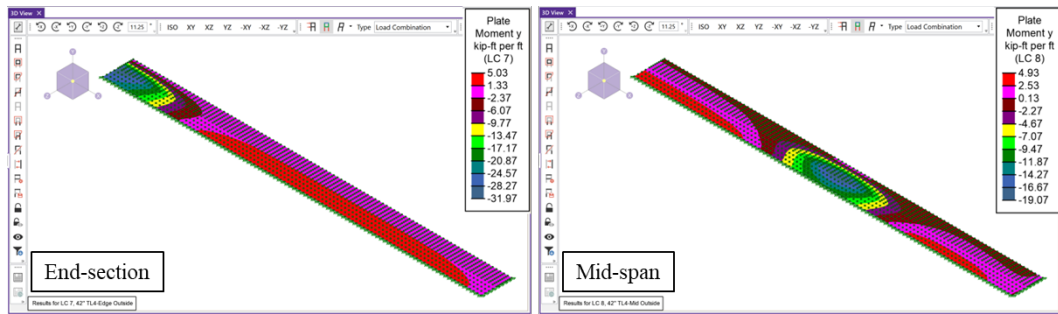 3D View
11.25 °
ISO XY XZ YZ -XY -XZ -YZ
Type Load Combination
Plate
Moment y
kip-ft per ft
(LC 7)
5.03
1.33
-2.37
-6.07
-9.77
-13.47
-17.17
-20.87
-24.57
-28.27
-31.97
End-section
Results for LC 7, 42" TL4-Edge Outside
3D View
11.25 °
ISO XY XZ YZ -XY -XZ -YZ
Type Load Combination
Plate
Moment y
kip-ft per ft
(LC 8)
4.93
2.53
0.13
-2.27
-4.67
-7.07
-9.47
-11.87
-14.27
-16.67
-19.07
Mid-span
Results for LC 8, 42" TL4-Mid Outside